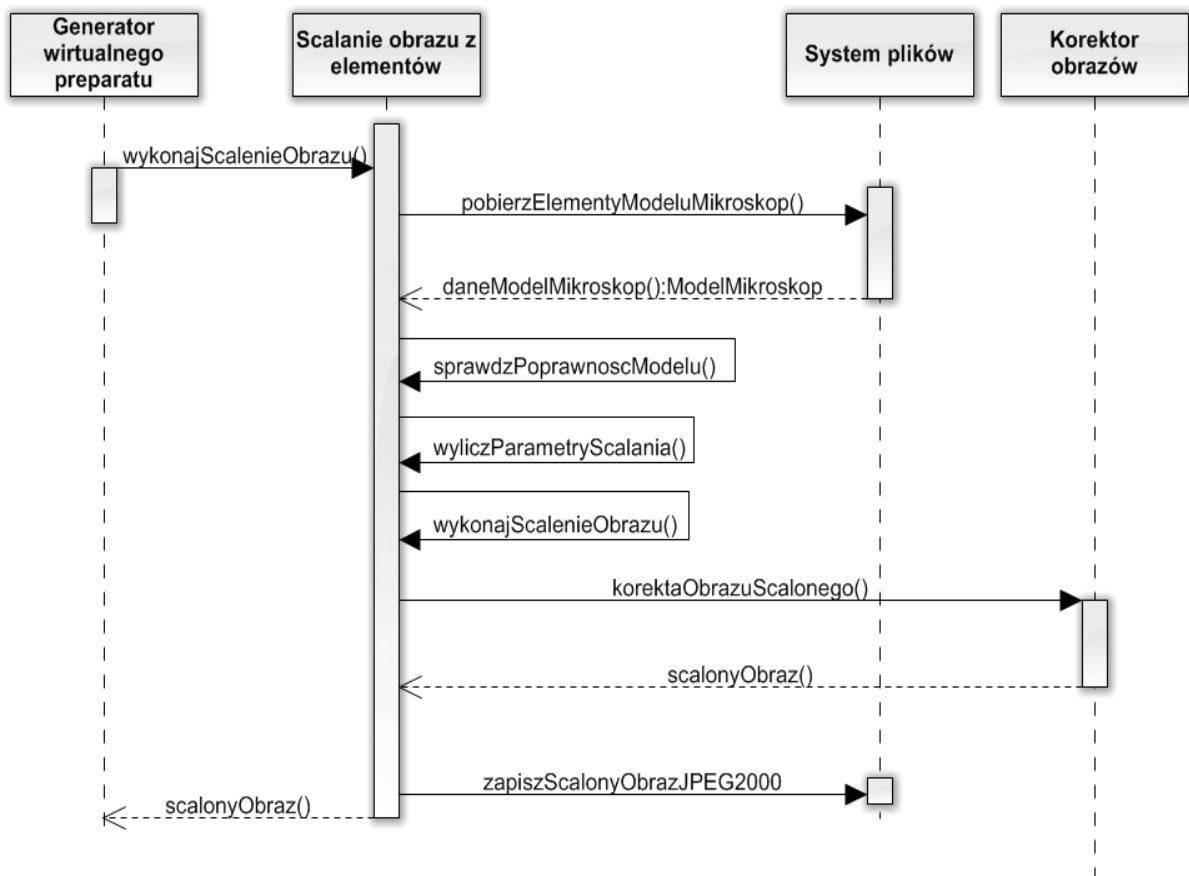 Generator
wirtualnego
preparatu
Scalanie obrazu z
elementów
System plików
Korektor
obrazów
wykonajScalenieObrazu()
pobierzElementyModeluMikroskop()
daneModelMikroskop():ModelMikroskop
sprawdzPoprawnoscModelu()
wyliczParametryScalania()
wykonajScalenieObrazu()
korektaObrazuScalonego()
scalonyObraz()
zapiszScalonyObrazJPEG2000
scalonyObraz()